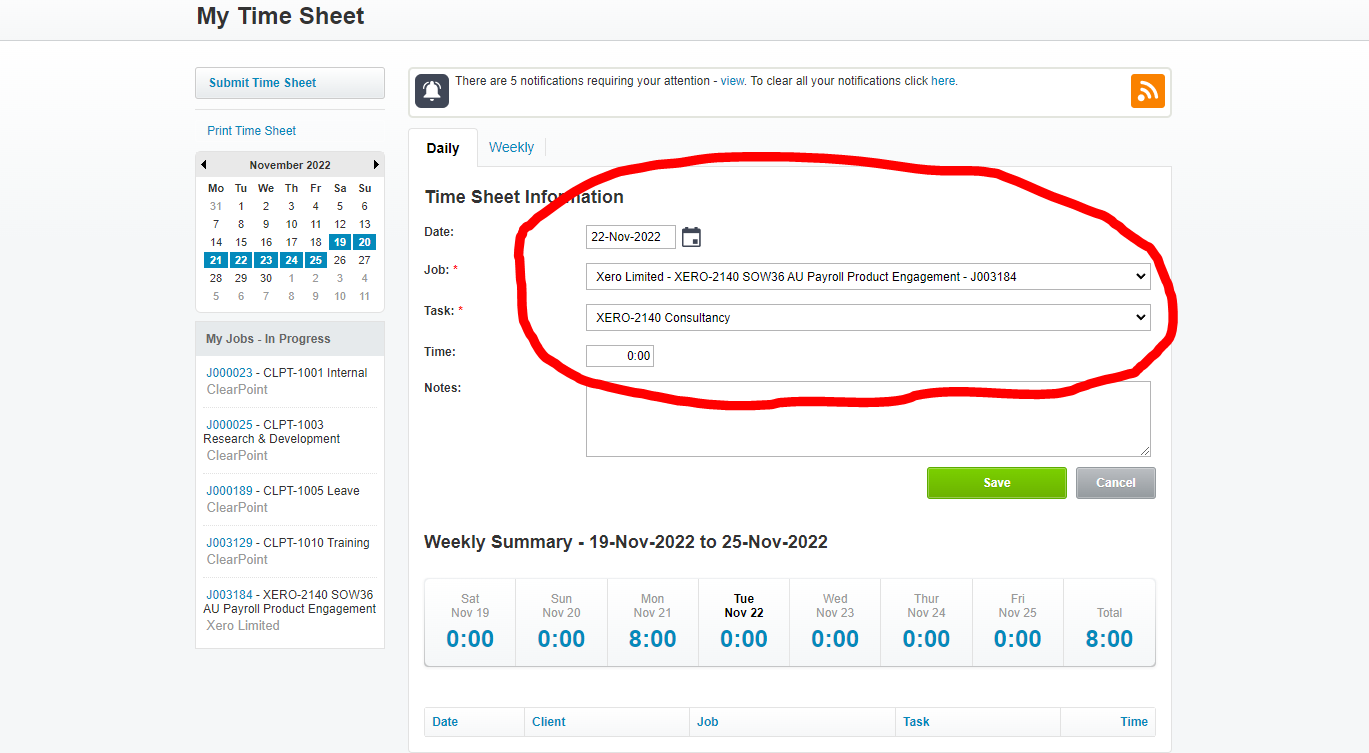 My Time Sheet
Submit Time Sheet
Print Time Sheet
November 2022
Mo Tu We Th Fr Sa Su
31 1 2 3 4 5 6
7 8 9 10 11 12 13
14 15 16 17 18 19 20
21 22 23 24 25 26 27
28 29 30 1 2 3 4
5 6 7 8 9 10 11
My Jobs - In Progress
J000023 - CLPT-1001 Internal
ClearPoint
J000025 - CLPT-1003
Research & Development
ClearPoint
J000189 - CLPT-1005 Leave
ClearPoint
J003129 - CLPT-1010 Training
ClearPoint
J003184 - XERO-2140 SOW36
AU Payroll Product Engagement
Xero Limited
There are 5 notifications requiring your attention - view. To clear all your notifications click here.
Daily Weekly
Time Sheet Information
Date: 22-Nov-2022
Job: * Xero Limited - XERO-2140 SOW36 AU Payroll Product Engagement - J003184
Task: * XERO-2140 Consultancy
Time: 0:00
Notes:
Save Cancel
Weekly Summary - 19-Nov-2022 to 25-Nov-2022
Sat Sun Mon Tue Wed Thur Fri
Nov 19 Nov 20 Nov 21 Nov 22 Nov 23 Nov 24 Nov 25 Total
0:00 0:00 8:00 0:00 0:00 0:00 0:00 8:00
Date Client Job Task Time